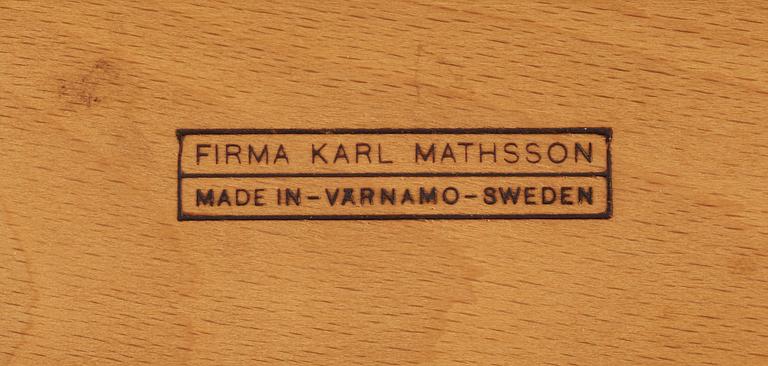 FIRMA KARL MATHSSON
MADE IN-VÄRNAMO-SWEDEN